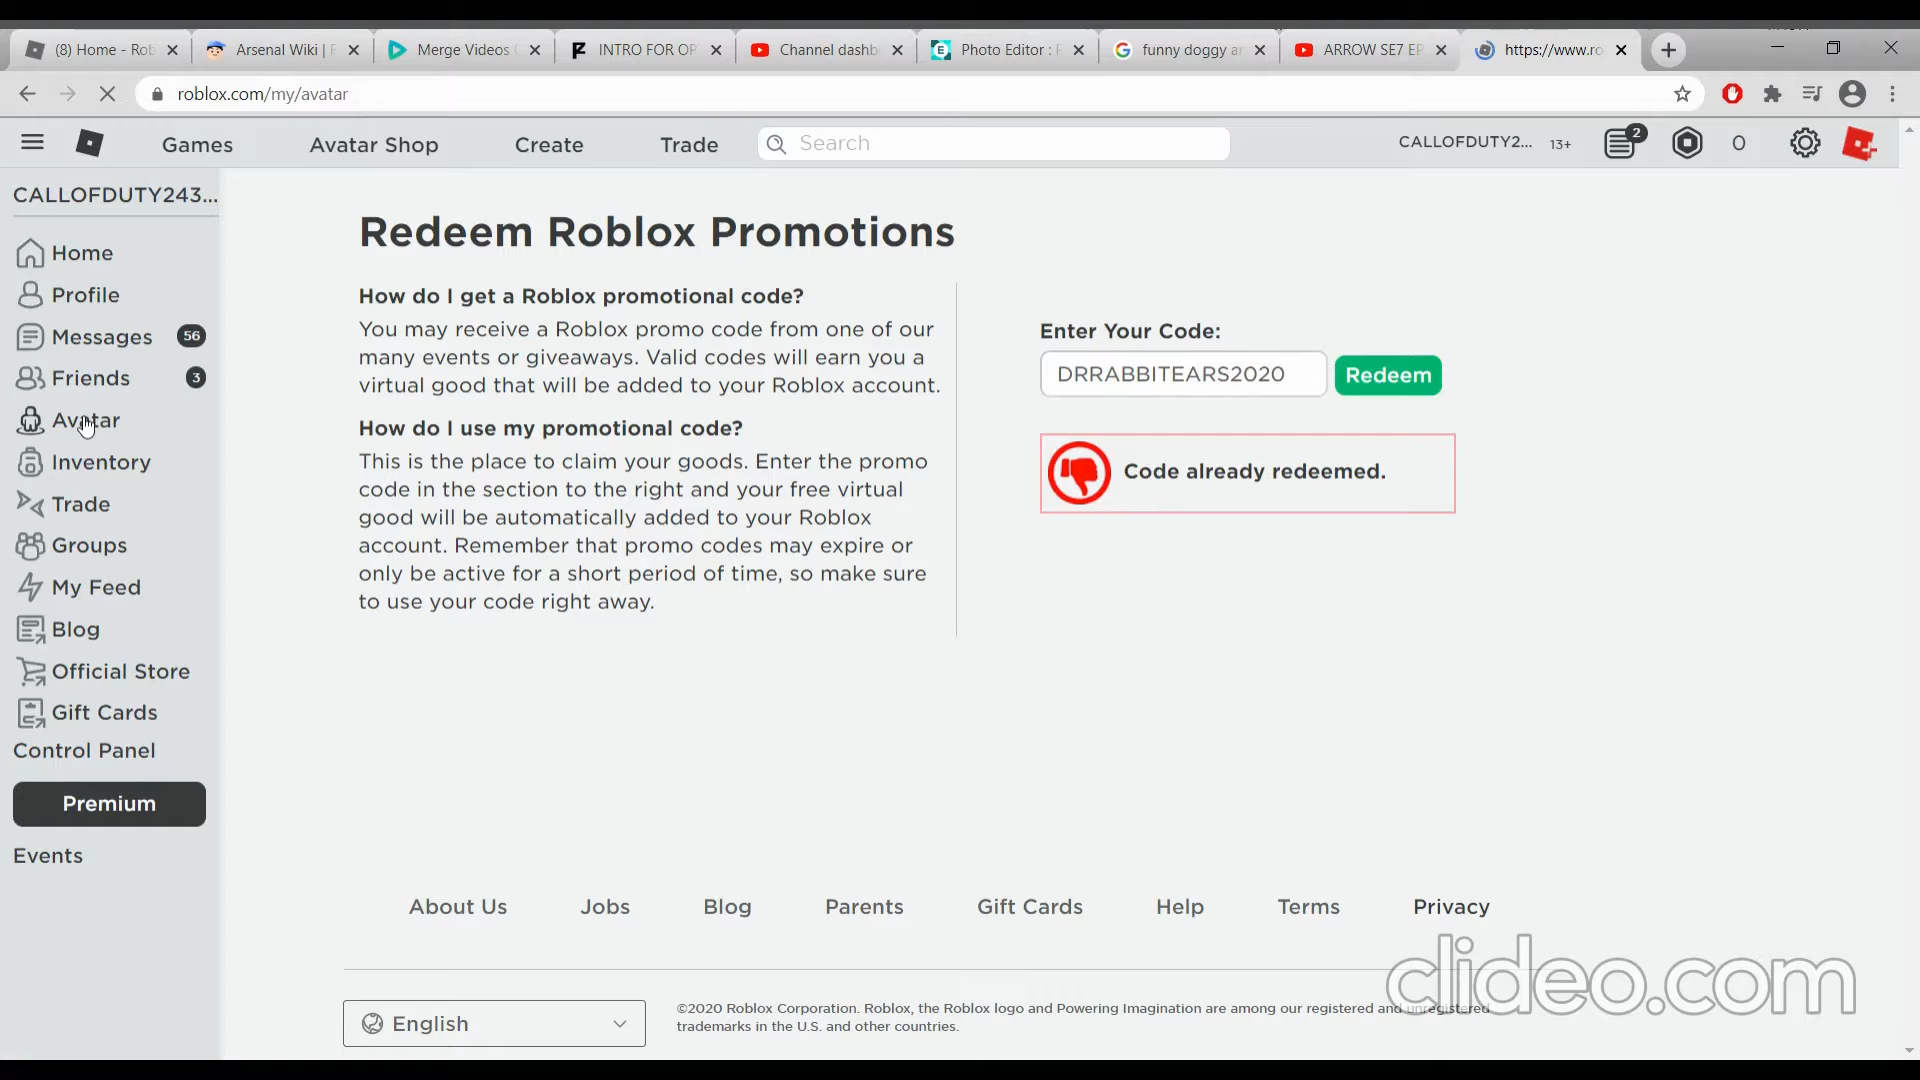 (8) Home - Rob
Arsenal Wiki | F
Merge Videos O
INTRO FOR OP
Channel dashb
Photo Editor : P
funny doggy ar
ARROW SE7 EP
https://www.ro
roblox.com/my/avatar
Games
Avatar Shop
Create
Trade
Search
CALLOFDUTY2...
13+
2
0
CALLOFDUTY243...
Home
Profile
Messages 56
Friends 3
Avatar
Inventory
Trade
Groups
My Feed
Blog
Official Store
Gift Cards
Control Panel
Premium
Events
Redeem Roblox Promotions
How do I get a Roblox promotional code?
You may receive a Roblox promo code from one of our
many events or giveaways. Valid codes will earn you a
virtual good that will be added to your Roblox account.
How do I use my promotional code?
This is the place to claim your goods. Enter the promo
code in the section to the right and your free virtual
good will be automatically added to your Roblox
account. Remember that promo codes may expire or
only be active for a short period of time, so make sure
to use your code right away.
Enter Your Code:
DRRABBITEARS2020
Redeem
Code already redeemed.
About Us
Jobs
Blog
Parents
Gift Cards
Help
Terms
Privacy
English
©2020 Roblox Corporation. Roblox, the Roblox logo and Powering Imagination are among our registered and unregistered
trademarks in the U.S. and other countries.
clideo.com